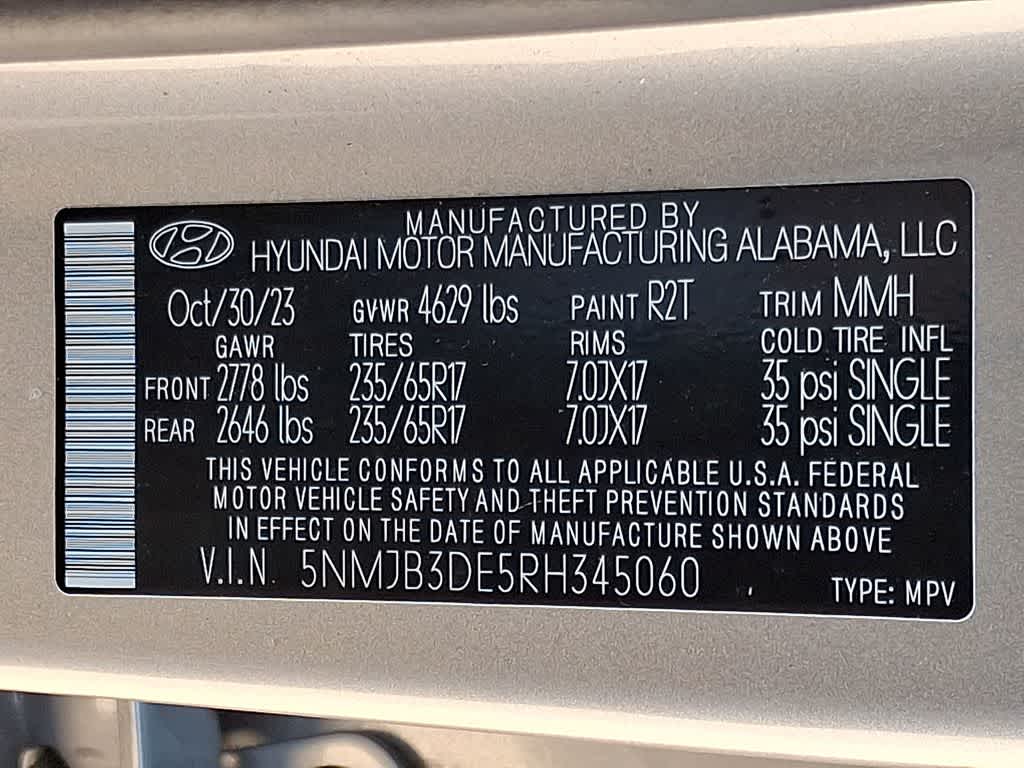 MANUFACTURED BY
HYUNDAI MOTOR MANUFACTURING ALABAMA, LLC
Oct/30/23 GVWR 4629 lbs PAINT R2T TRIM MMH
GAWR TIRES RIMS COLD TIRE INFL
FRONT 2778 lbs 235/65R17 7.0JX17 35 psi SINGLE
REAR 2646 lbs 235/65R17 7.0JX17 35 psi SINGLE
THIS VEHICLE CONFORMS TO ALL APPLICABLE U.S.A. FEDERAL
MOTOR VEHICLE SAFETY AND THEFT PREVENTION STANDARDS
IN EFFECT ON THE DATE OF MANUFACTURE SHOWN ABOVE
V.I.N 5NMJB3DE5RH345060 TYPE: MPV